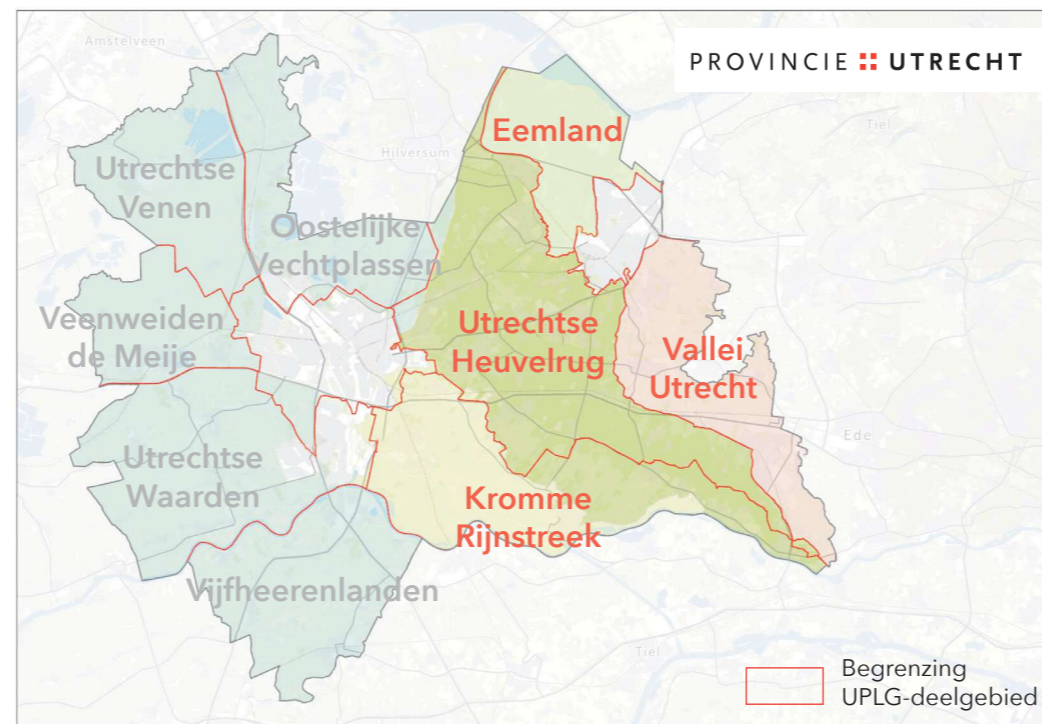 Amstelveen
PROVINCIE UTRECHT
Tiel
Eemland
Hilversum
Utrechtse
Venen
Oostelijke
Vechtplassen
Veenweiden
de Meije
Utrechtse
Heuvelrug
Vallei
Utrecht
Ede
Utrechtse
Waarden
Kromme
Rijnstreek
Vijfheerenlanden
Tiel
Begrenzing
UPLG-deelgebied